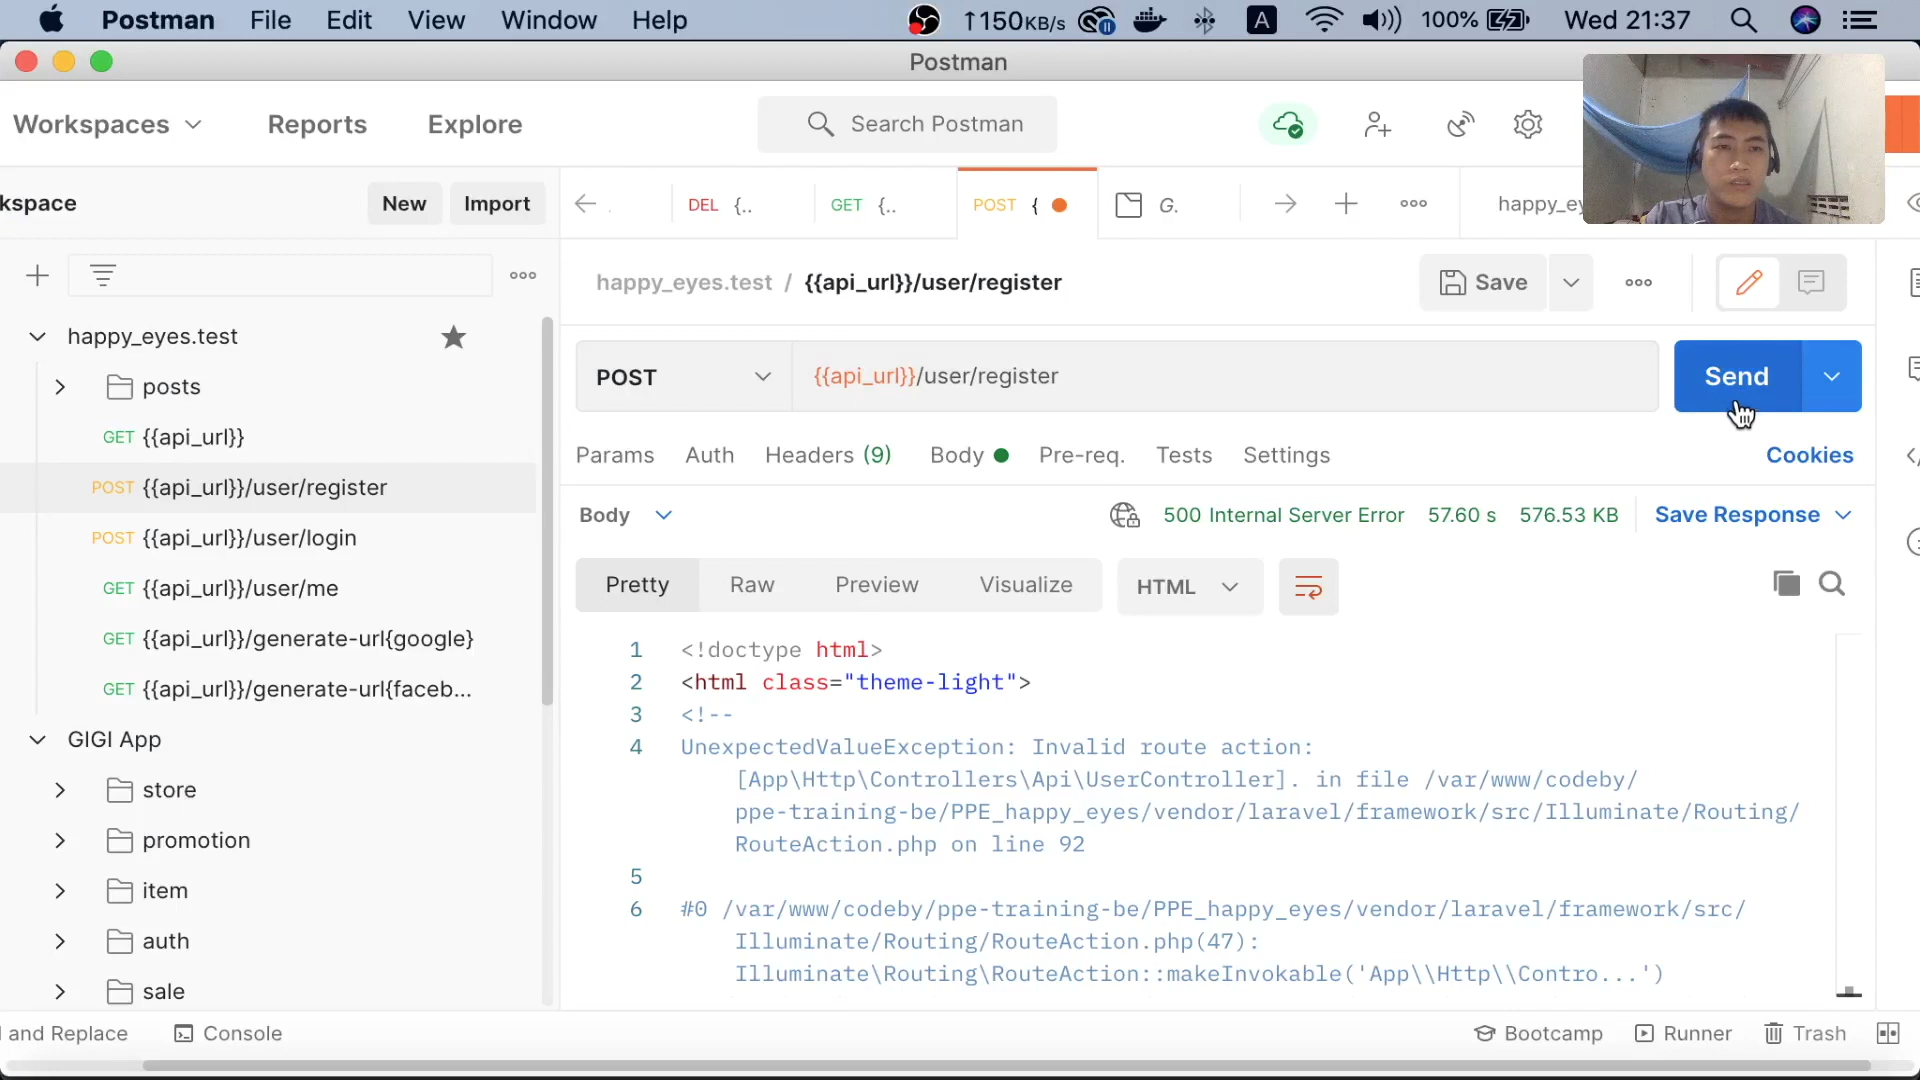 Postman File Edit View Window Help ↑150KB/s A 100% Wed 21:37
Postman
Workspaces Reports Explore Search Postman
kspace New Import DEL {.. GET {.. POST { G. happy_ey
happy_eyes.test / {{api_url}}/user/register Save
happy_eyes.test
posts
GET {{api_url}}
POST {{api_url}}/user/register
POST {{api_url}}/user/login
GET {{api_url}}/user/me
GET {{api_url}}/generate-url{google}
GET {{api_url}}/generate-url{faceb...
GIGI App
store
promotion
item
auth
sale
POST {{api_url}}/user/register Send
Params Auth Headers (9) Body Pre-req. Tests Settings Cookies
Body 500 Internal Server Error 57.60 s 576.53 KB Save Response
Pretty Raw Preview Visualize HTML
1 <!doctype html>
2 <html class="theme-light">
3 <!--
4 UnexpectedValueException: Invalid route action:
[App\Http\Controllers\Api\UserController]. in file /var/www/codeby/
ppe-training-be/PPE_happy_eyes/vendor/laravel/framework/src/Illuminate/Routing/
RouteAction.php on line 92
5
6 #0 /var/www/codeby/ppe-training-be/PPE_happy_eyes/vendor/laravel/framework/src/
Illuminate/Routing/RouteAction.php(47):
Illuminate\Routing\RouteAction::makeInvokable('App\\Http\\Contro...')
and Replace Console Bootcamp Runner Trash